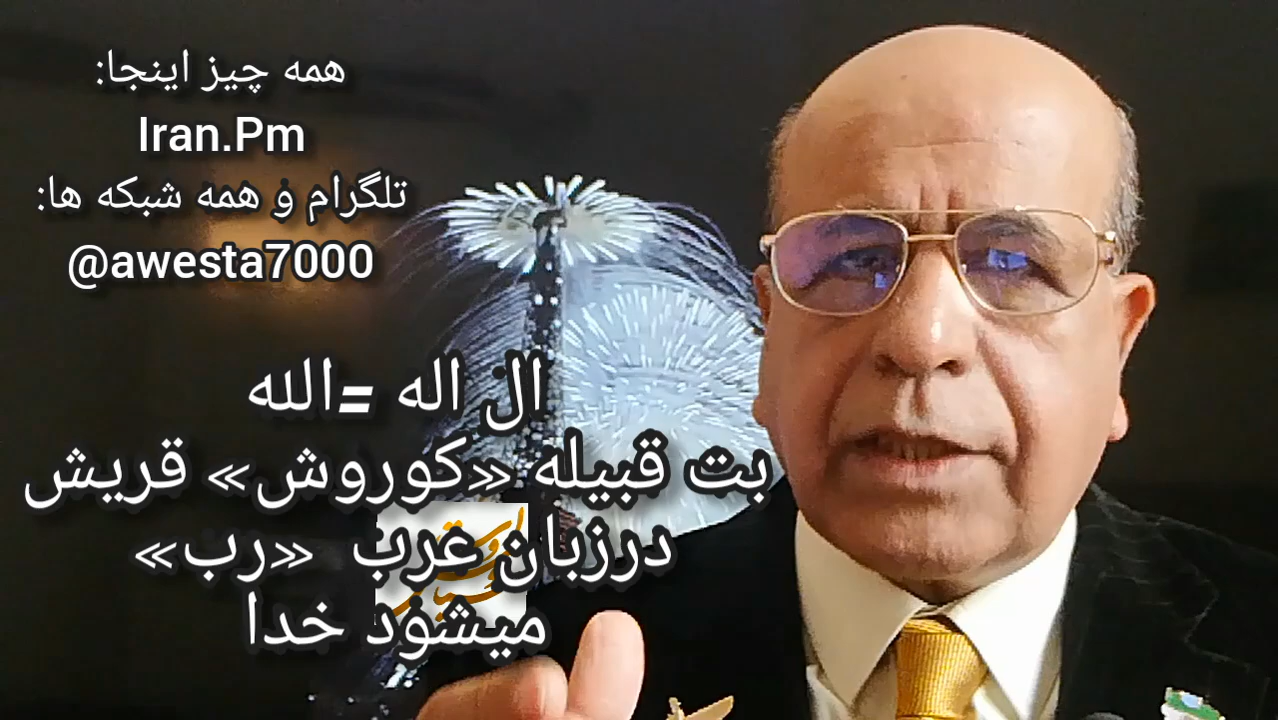 همه چیز اینجا:
Iran.Pm
تلگرام و همه شبکه ها:
@awesta7000
ال اله =الله
بت قبیله «کوروش» قریش
درزبان عرب «رب»
میشود خدا